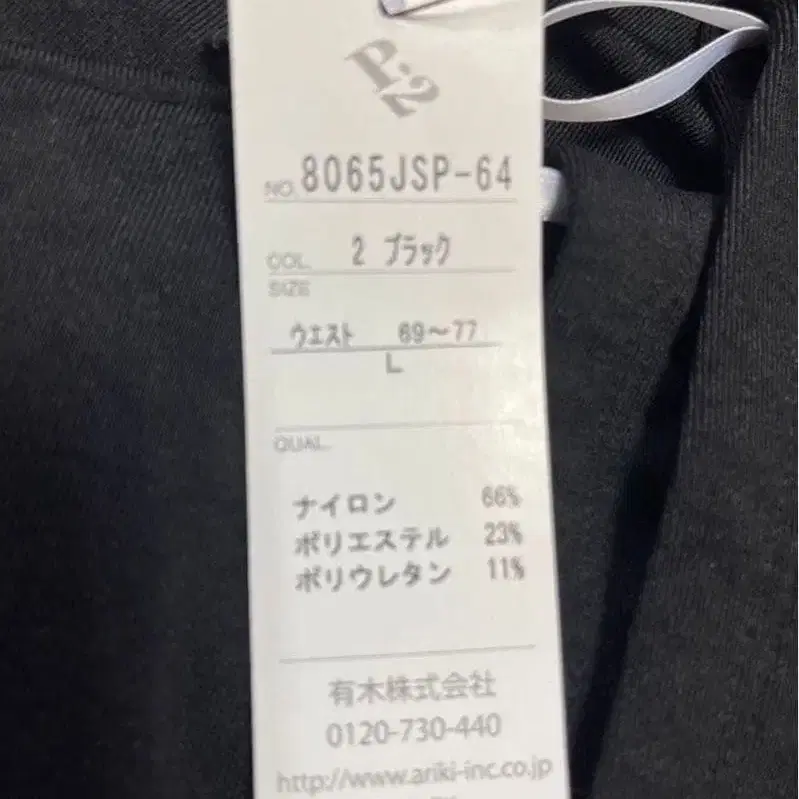 P.2
NO. 8065JSP-64
COL. 2 ブラック
SIZE
ウエスト 69～77
L
QUAL.
ナイロン 66%
ポリエステル 23%
ポリウレタン 11%
有木株式会社
0120-730-440
http://www.ariki-inc.co.jp